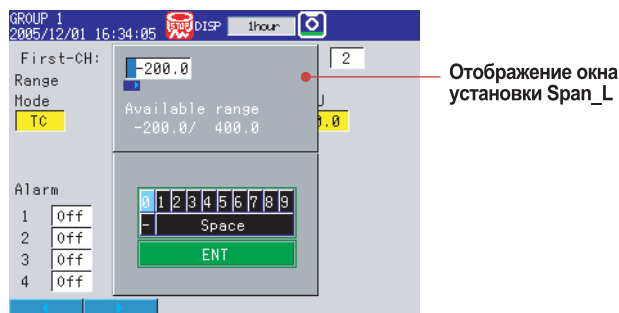 GROUP 1
2005/12/01 16:34:05 STOP DISP 1hour
First-CH: 2
Range
Mode
TC
-200.0
Available range
-200.0/ 400.0
.0
Alarm
1 Off
2 Off
3 Off
4 Off
0 1 2 3 4 5 6 7 8 9
- Space
ENT
Отображение окна
установки Span_L